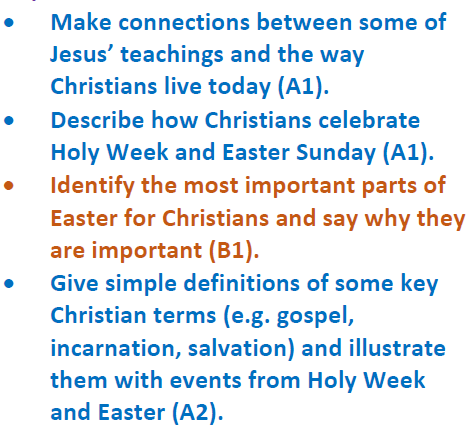 • Make connections between some of
Jesus’ teachings and the way
Christians live today (A1).
• Describe how Christians celebrate
Holy Week and Easter Sunday (A1).
• Identify the most important parts of
Easter for Christians and say why they
are important (B1).
• Give simple definitions of some key
Christian terms (e.g. gospel,
incarnation, salvation) and illustrate
them with events from Holy Week
and Easter (A2).